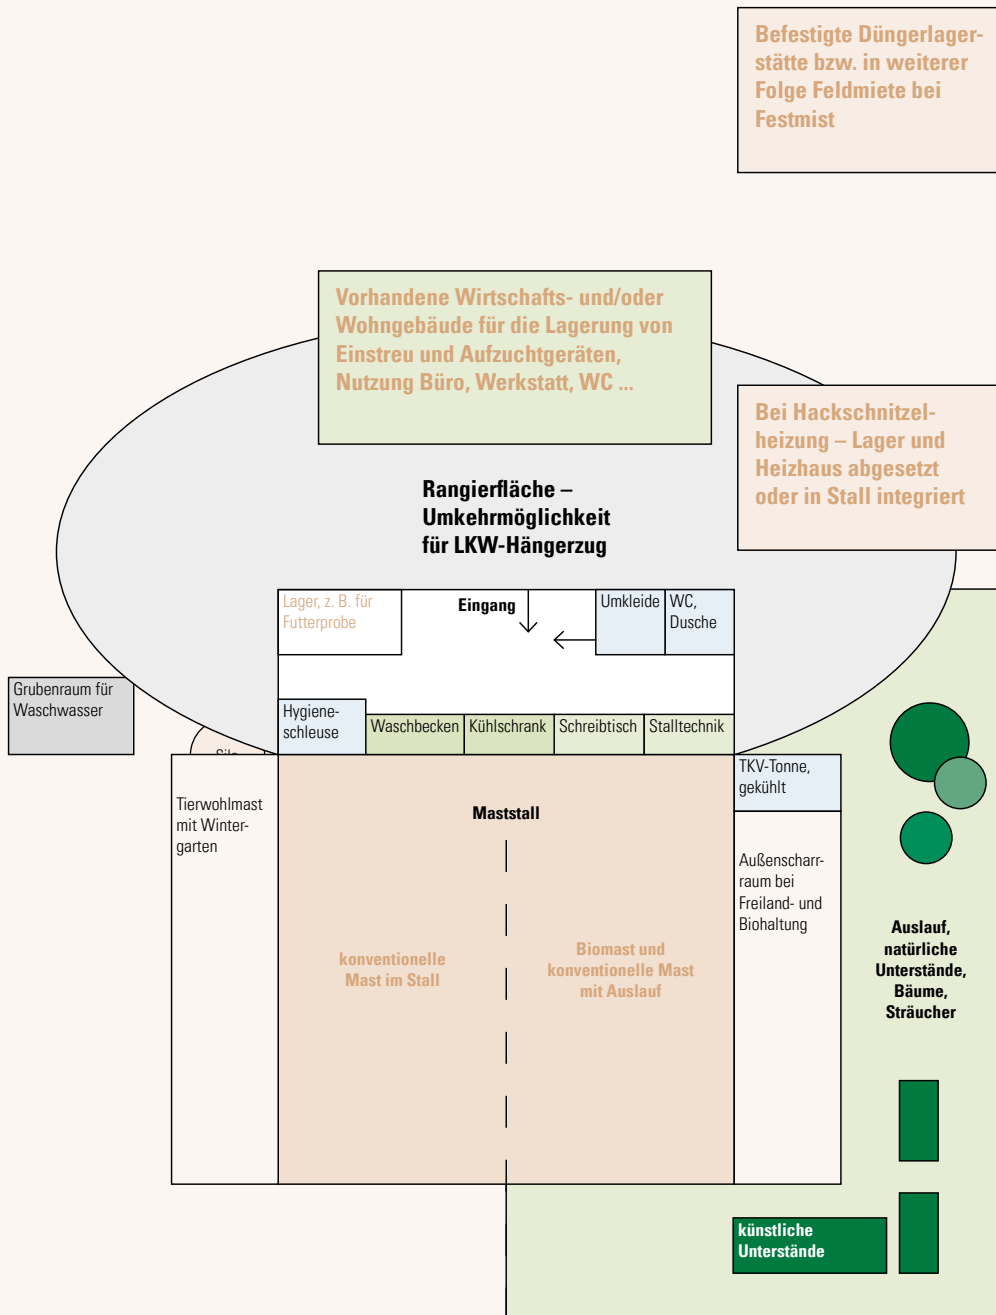 Befestigte Düngerlager-
stätte bzw. in weiterer
Folge Feldmiete bei
Festmist
Vorhandene Wirtschafts- und/oder
Wohngebäude für die Lagerung von
Einstreu und Aufzuchtgeräten,
Nutzung Büro, Werkstatt, WC ...
Bei Hackschnitzel-
heizung – Lager und
Heizhaus abgesetzt
oder in Stall integriert
Rangierfläche –
Umkehrmöglichkeit
für LKW-Hängerzug
Lager, z. B. für
Futterprobe
Eingang
Umkleide
WC,
Dusche
Grubenraum für
Waschwasser
Hygiene-
schleuse
Waschbecken
Kühlschrank
Schreibtisch
Stalltechnik
Silo
TKV-Tonne,
gekühlt
Tierwohlmast
mit Winter-
garten
Maststall
Außenscharr-
raum bei
Freiland- und
Biohaltung
konventionelle
Mast im Stall
Biomast und
konventionelle Mast
mit Auslauf
Auslauf,
natürliche
Unterstände,
Bäume,
Sträucher
künstliche
Unterstände